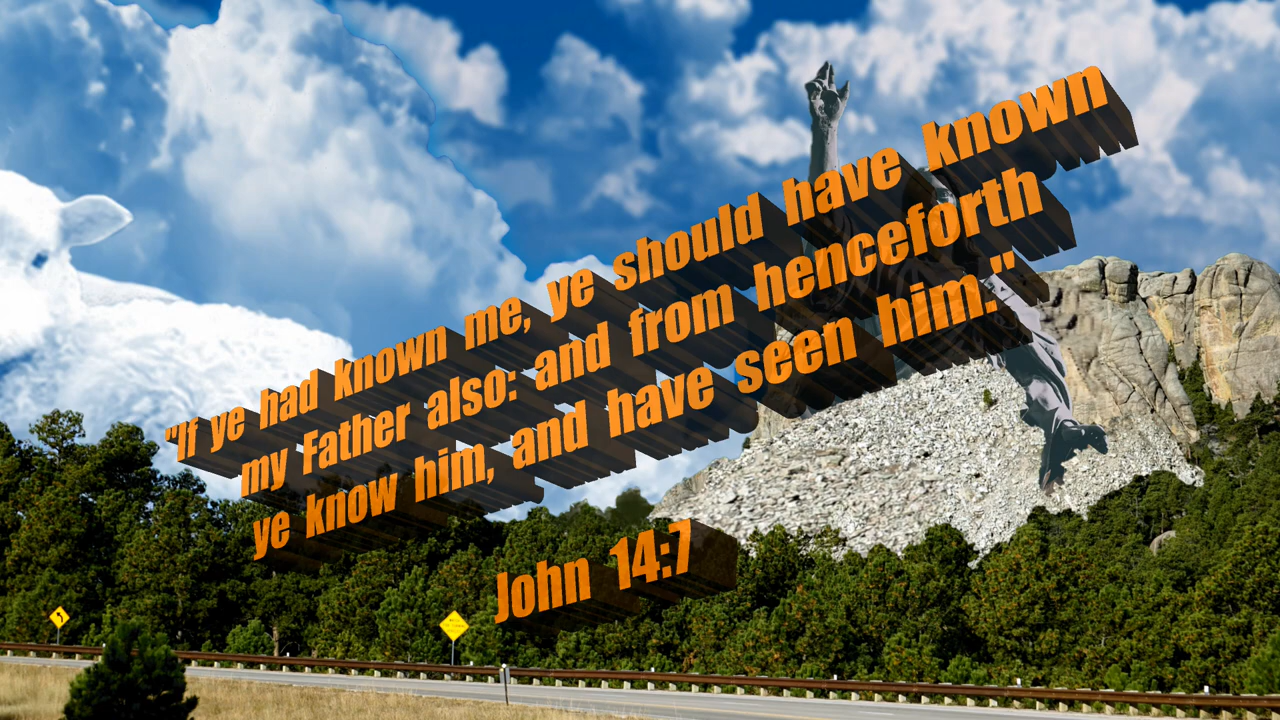 "If ye had known me, ye should have known
my Father also: and from henceforth
ye know him, and have seen him."
John 14:7